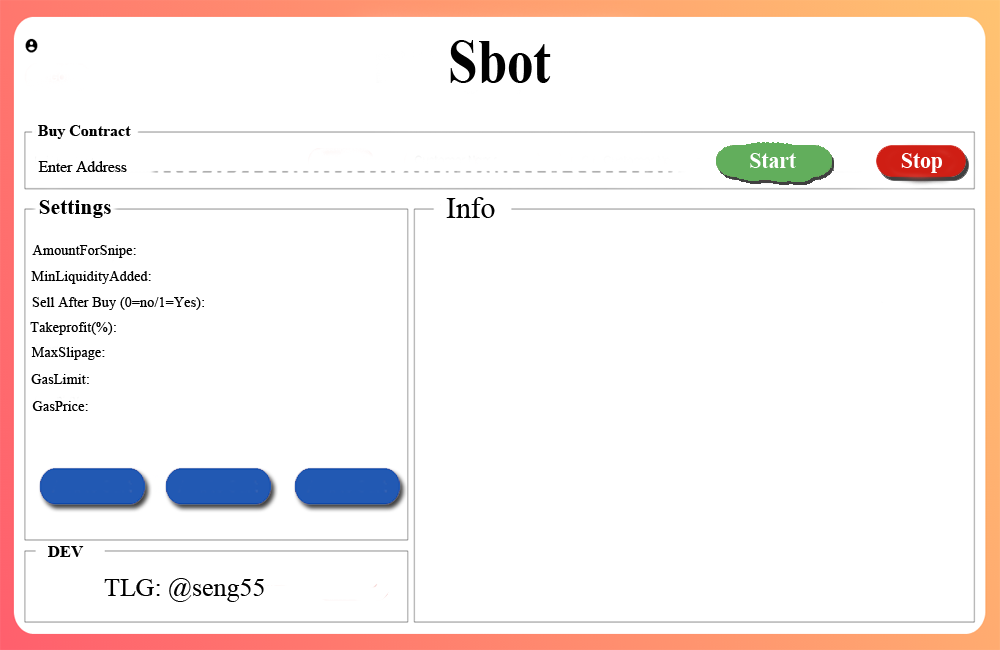 Sbot
Buy Contract
Enter Address
Start
Stop
Settings
AmountForSnipe:
MinLiquidityAdded:
Sell After Buy (0=no/1=Yes):
Takeprofit(%):
MaxSlipage:
GasLimit:
GasPrice:
Info
DEV
TLG: @seng55